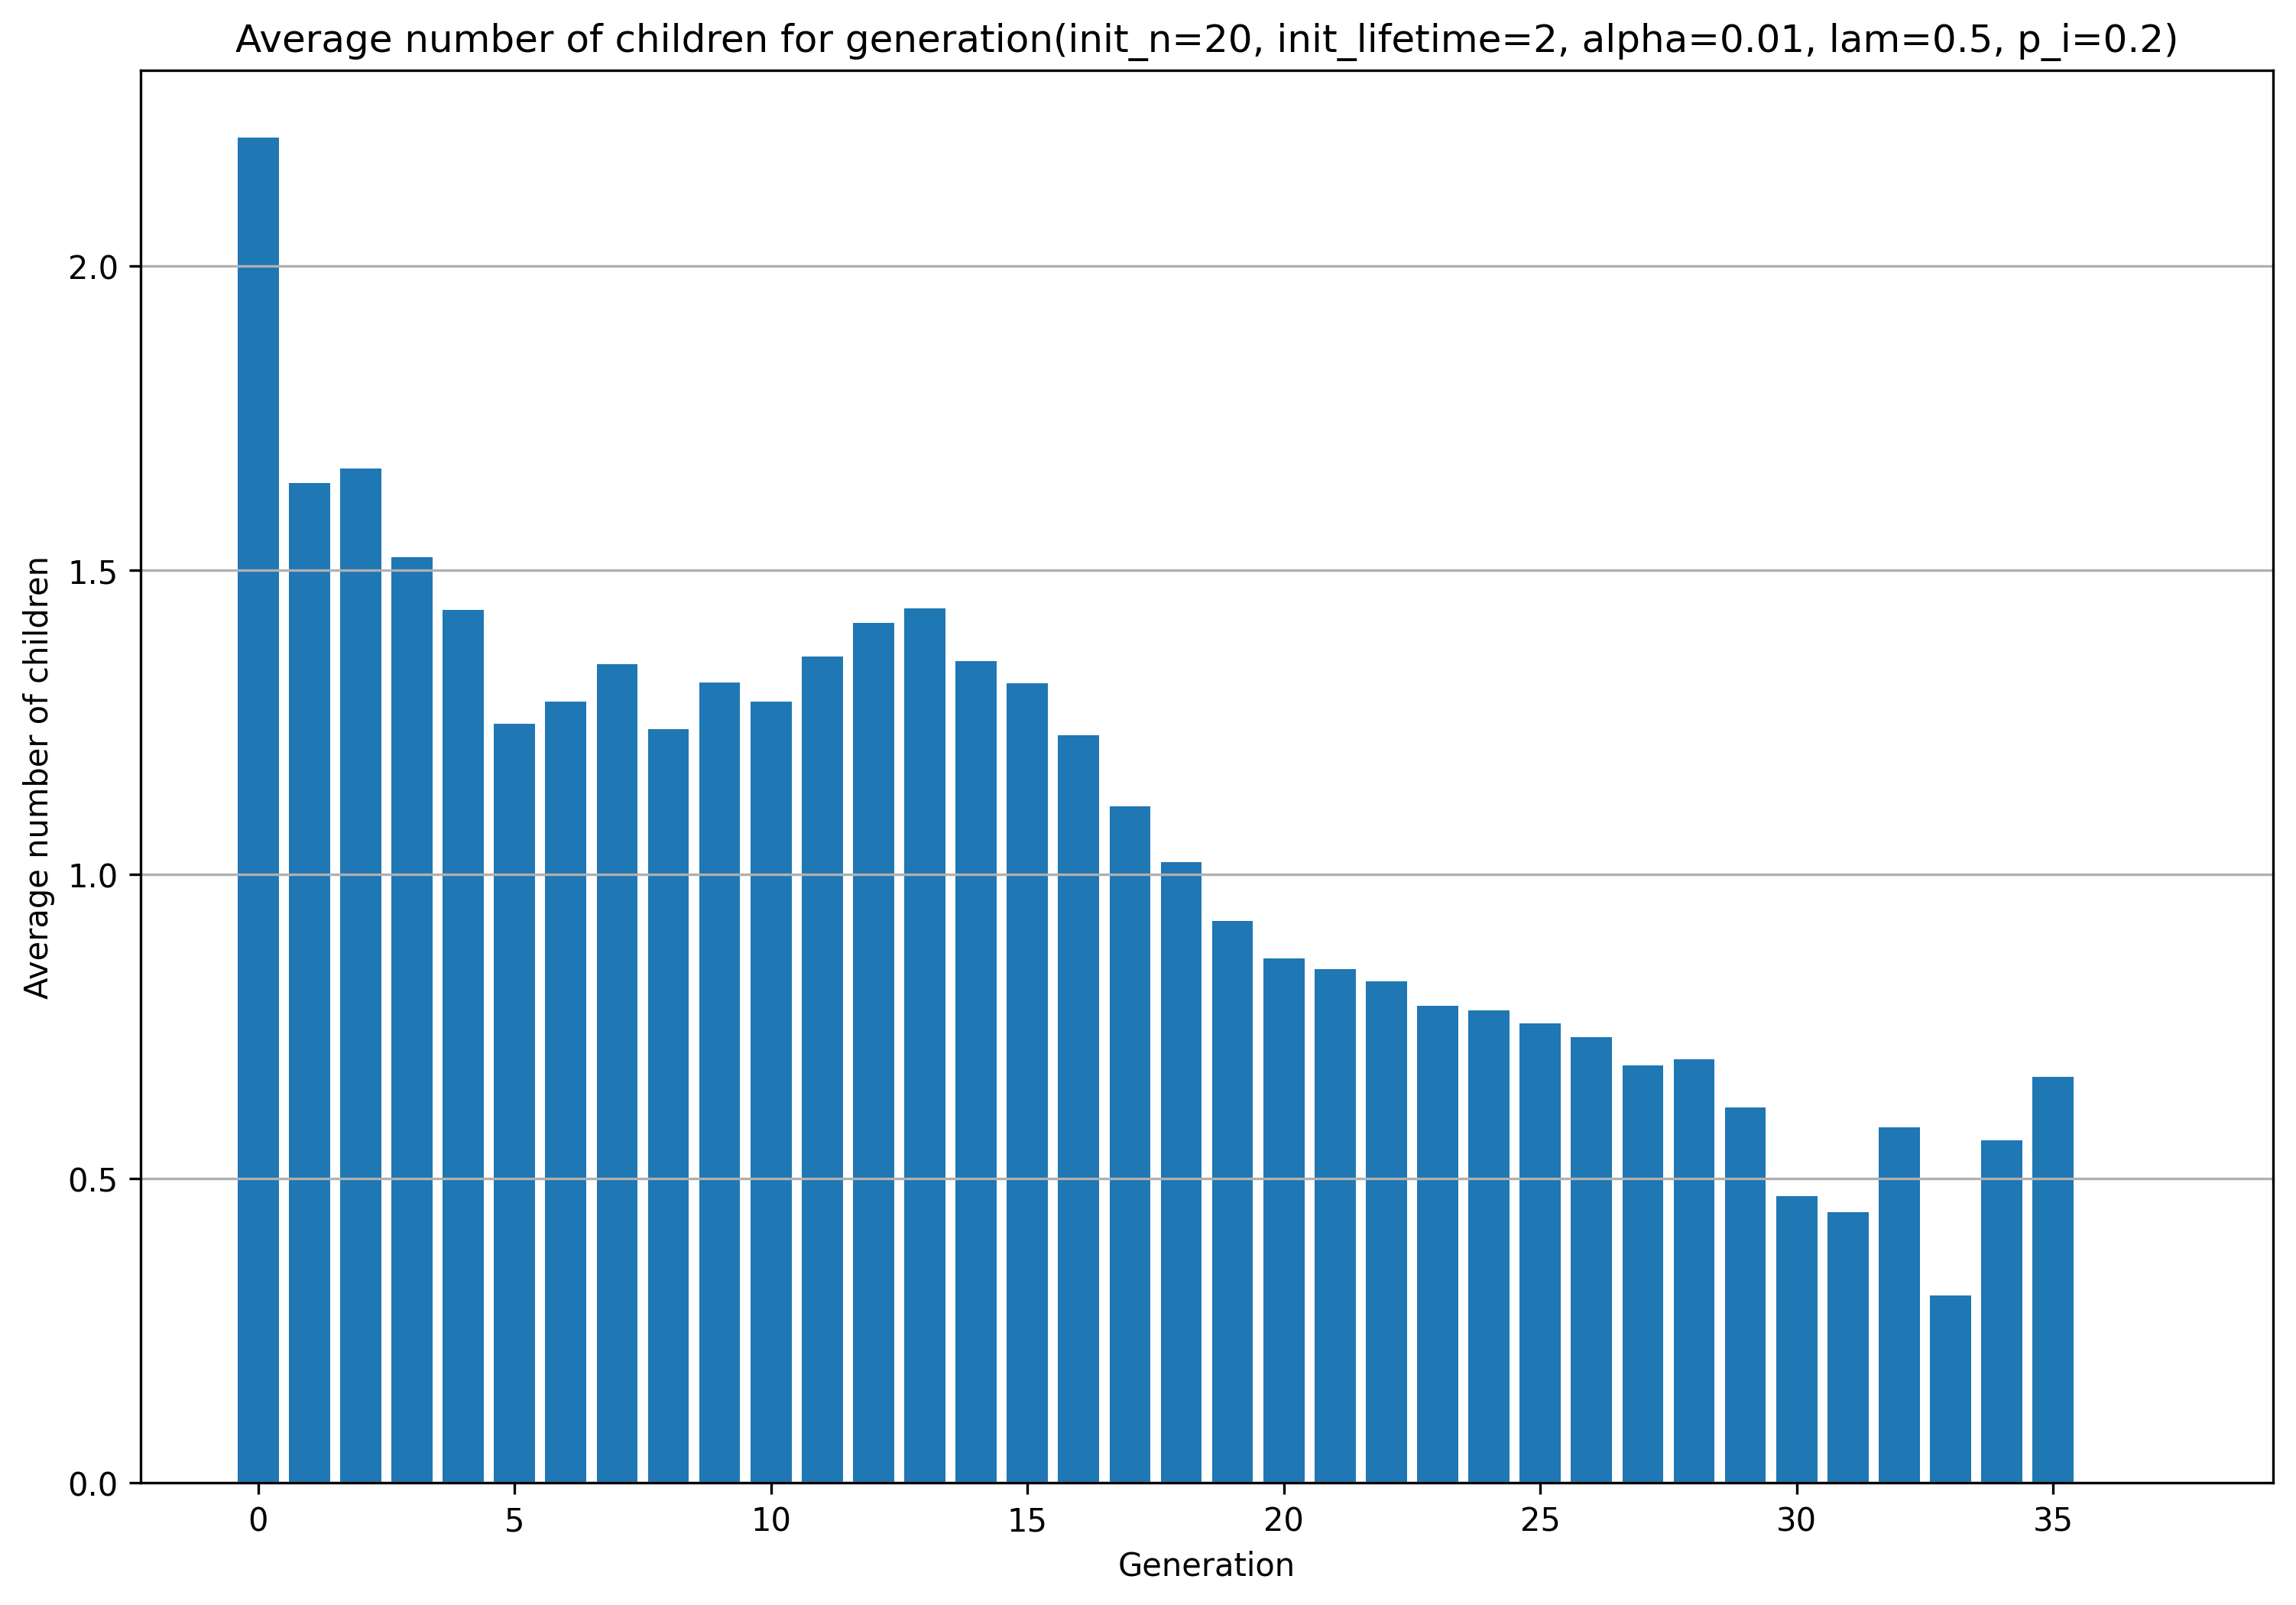 Average number of children for generation(init_n=20, init_lifetime=2, alpha=0.01, lam=0.5, p_i=0.2)
Average number of children
2.0
1.5
1.0
0.5
0.0
0 5 10 15 20 25 30 35
Generation